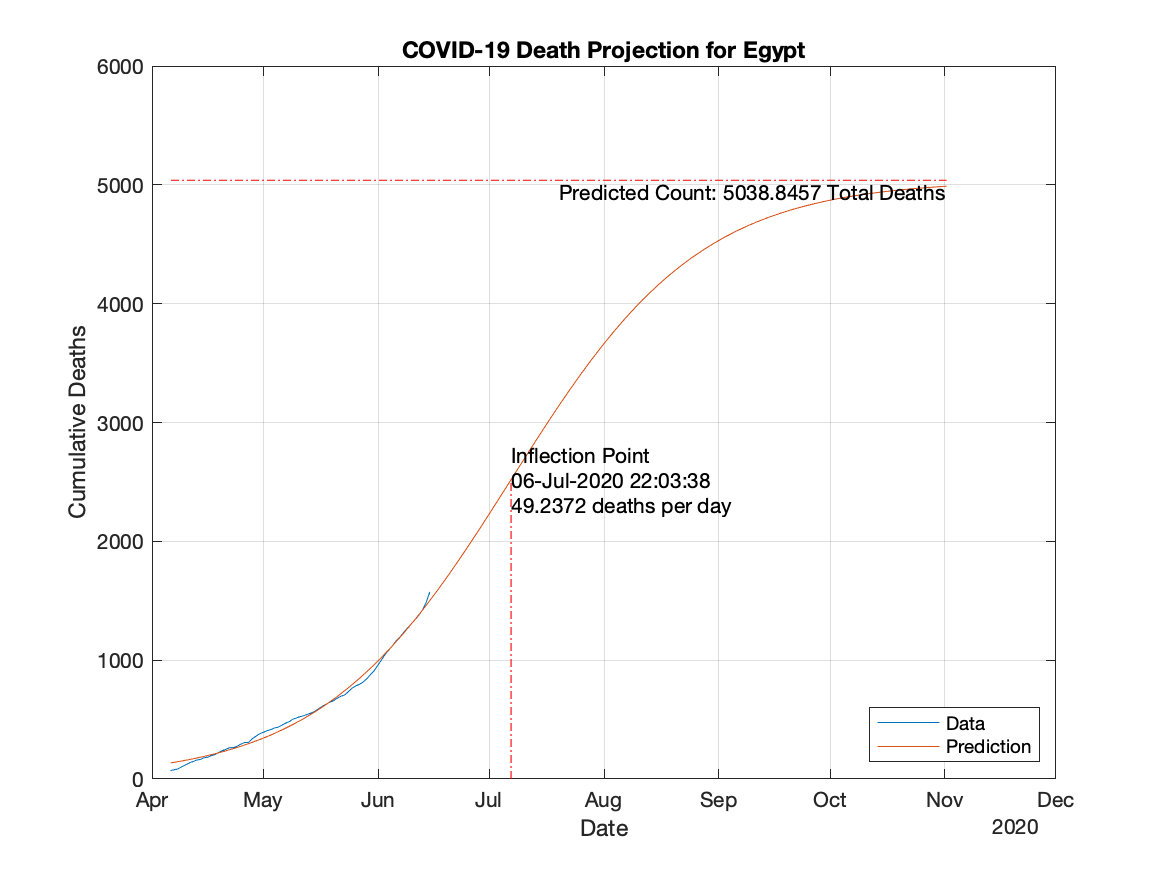 COVID-19 Death Projection for Egypt
6000
5000
4000
3000
2000
1000
0
Cumulative Deaths
Predicted Count: 5038.8457 Total Deaths
Inflection Point
06-Jul-2020 22:03:38
49.2372 deaths per day
Data
Prediction
Apr May Jun Jul Aug Sep Oct Nov Dec
Date
2020